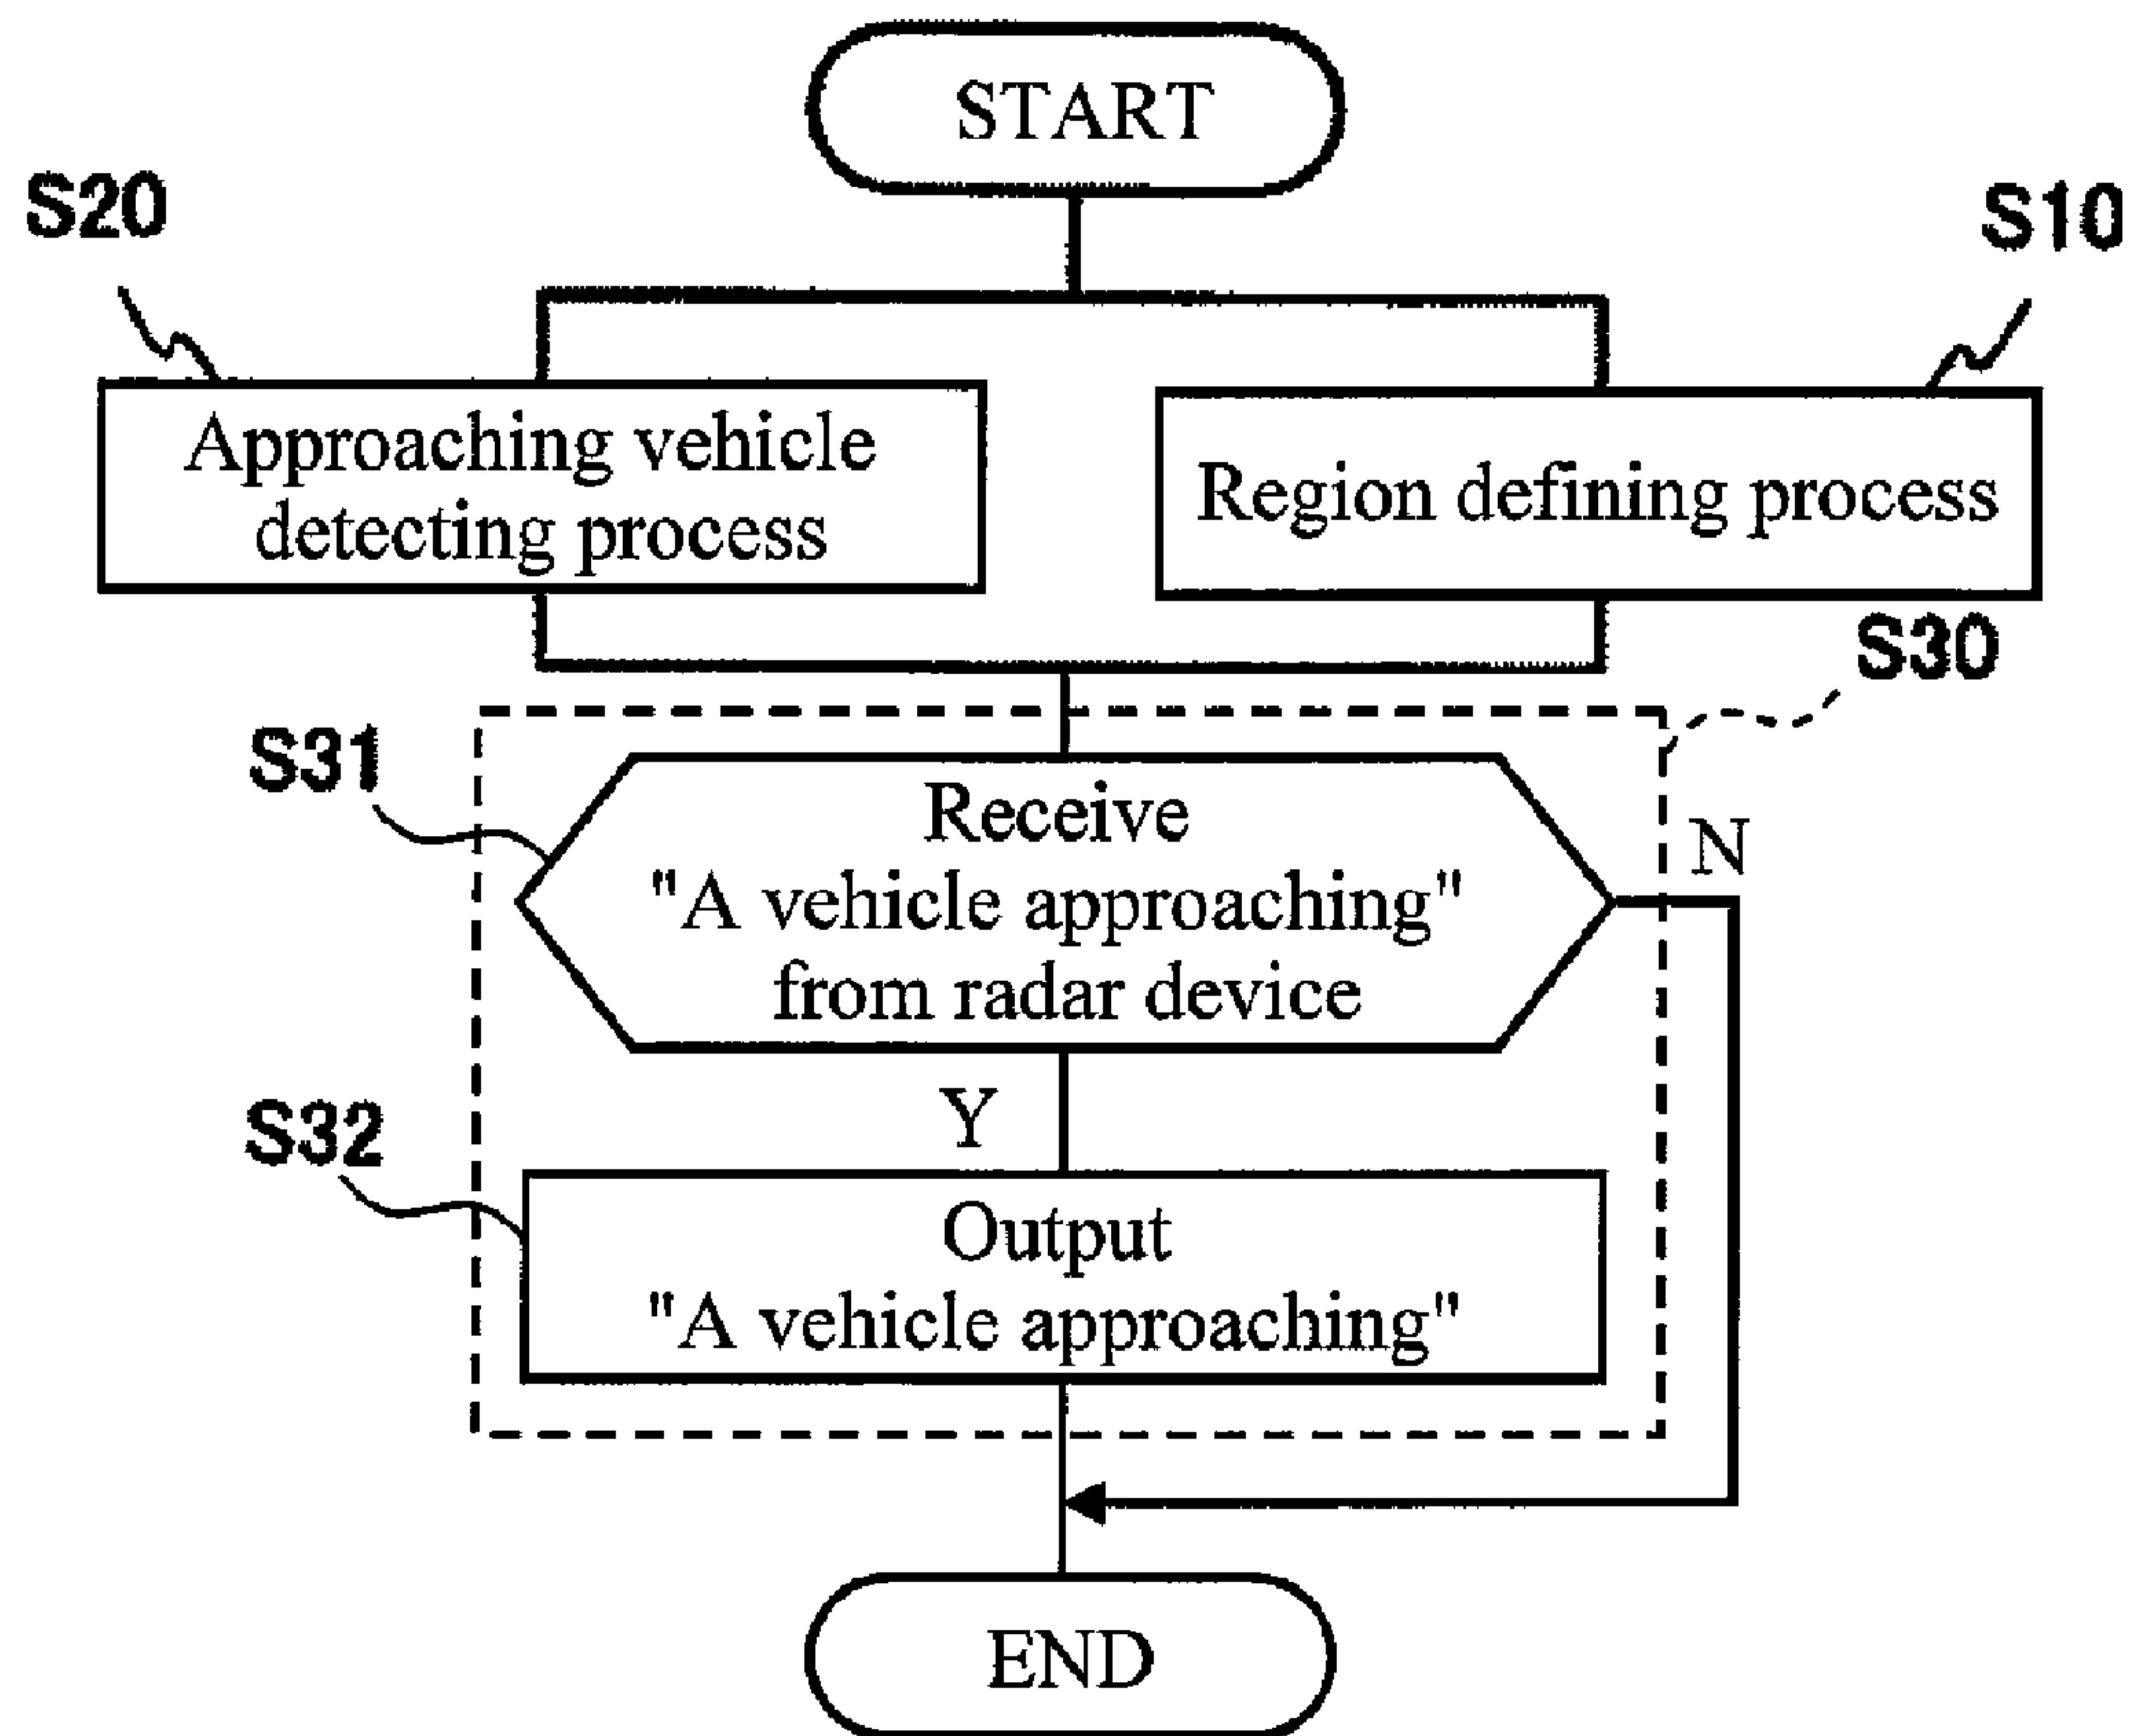 START
S20
S10
Approaching vehicle
detecting process
Region defining process
S30
S31
Receive
"A vehicle approaching"
from radar device
N
Y
S32
Output
"A vehicle approaching"
END